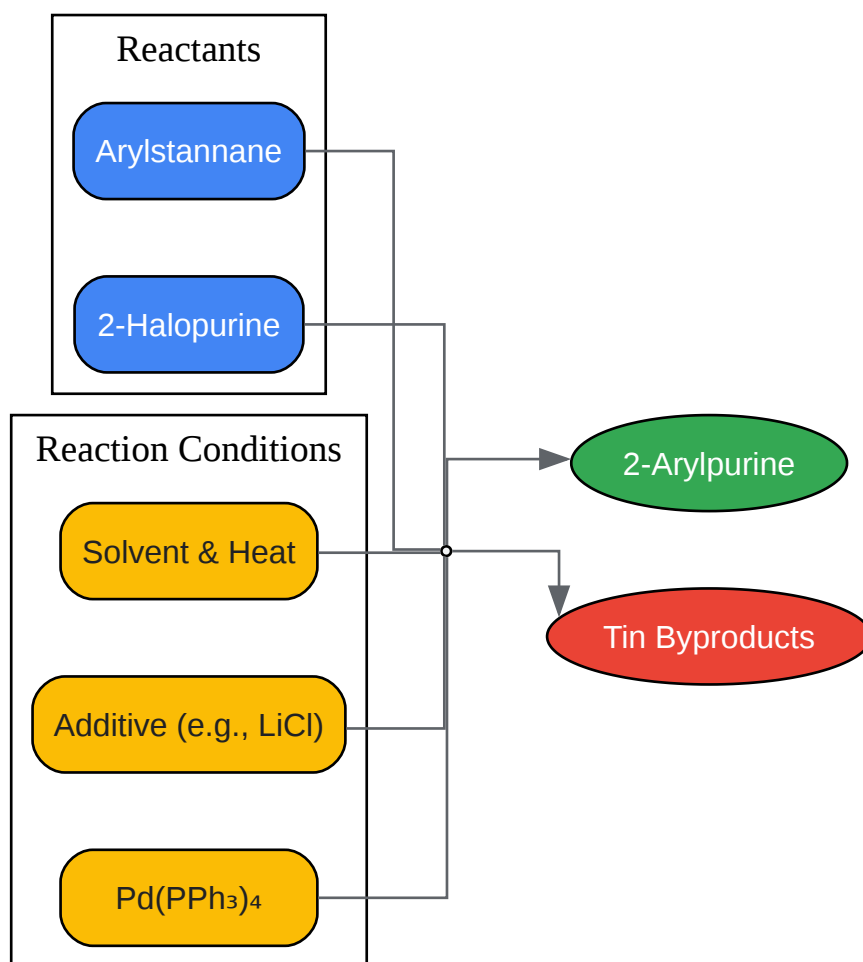 Reactants
Arylstannane
2-Halopurine
Reaction Conditions
Solvent & Heat
Additive (e.g., LiCl)
Pd(PPh₃)₄
2-Arylpurine
Tin Byproducts